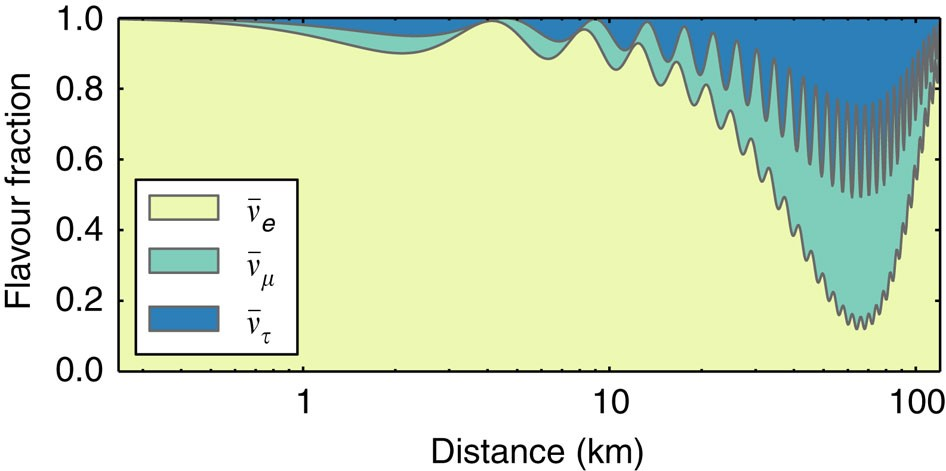 Flavour fraction
1.0
0.8
0.6
0.4
0.2
0.0
ν̄e
ν̄μ
ν̄τ
1 10 100
Distance (km)